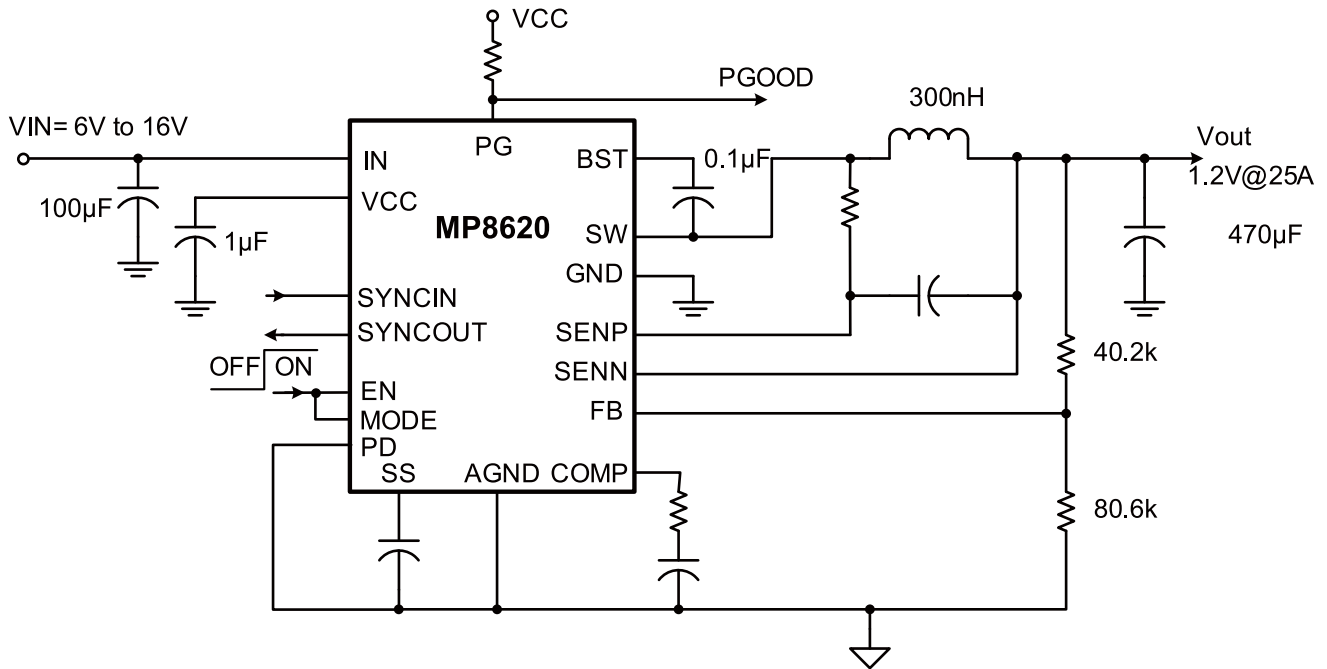 VCC
PGOOD
300nH
VIN= 6V to 16V
Vout
1.2V@25A
PG
IN
BST
0.1µF
100µF
VCC
1µF
MP8620
SW
470µF
GND
SYNCIN
SYNCOUT
SENP
40.2k
OFF ON
SENN
EN
FB
MODE
PD
SS
AGND
COMP
80.6k